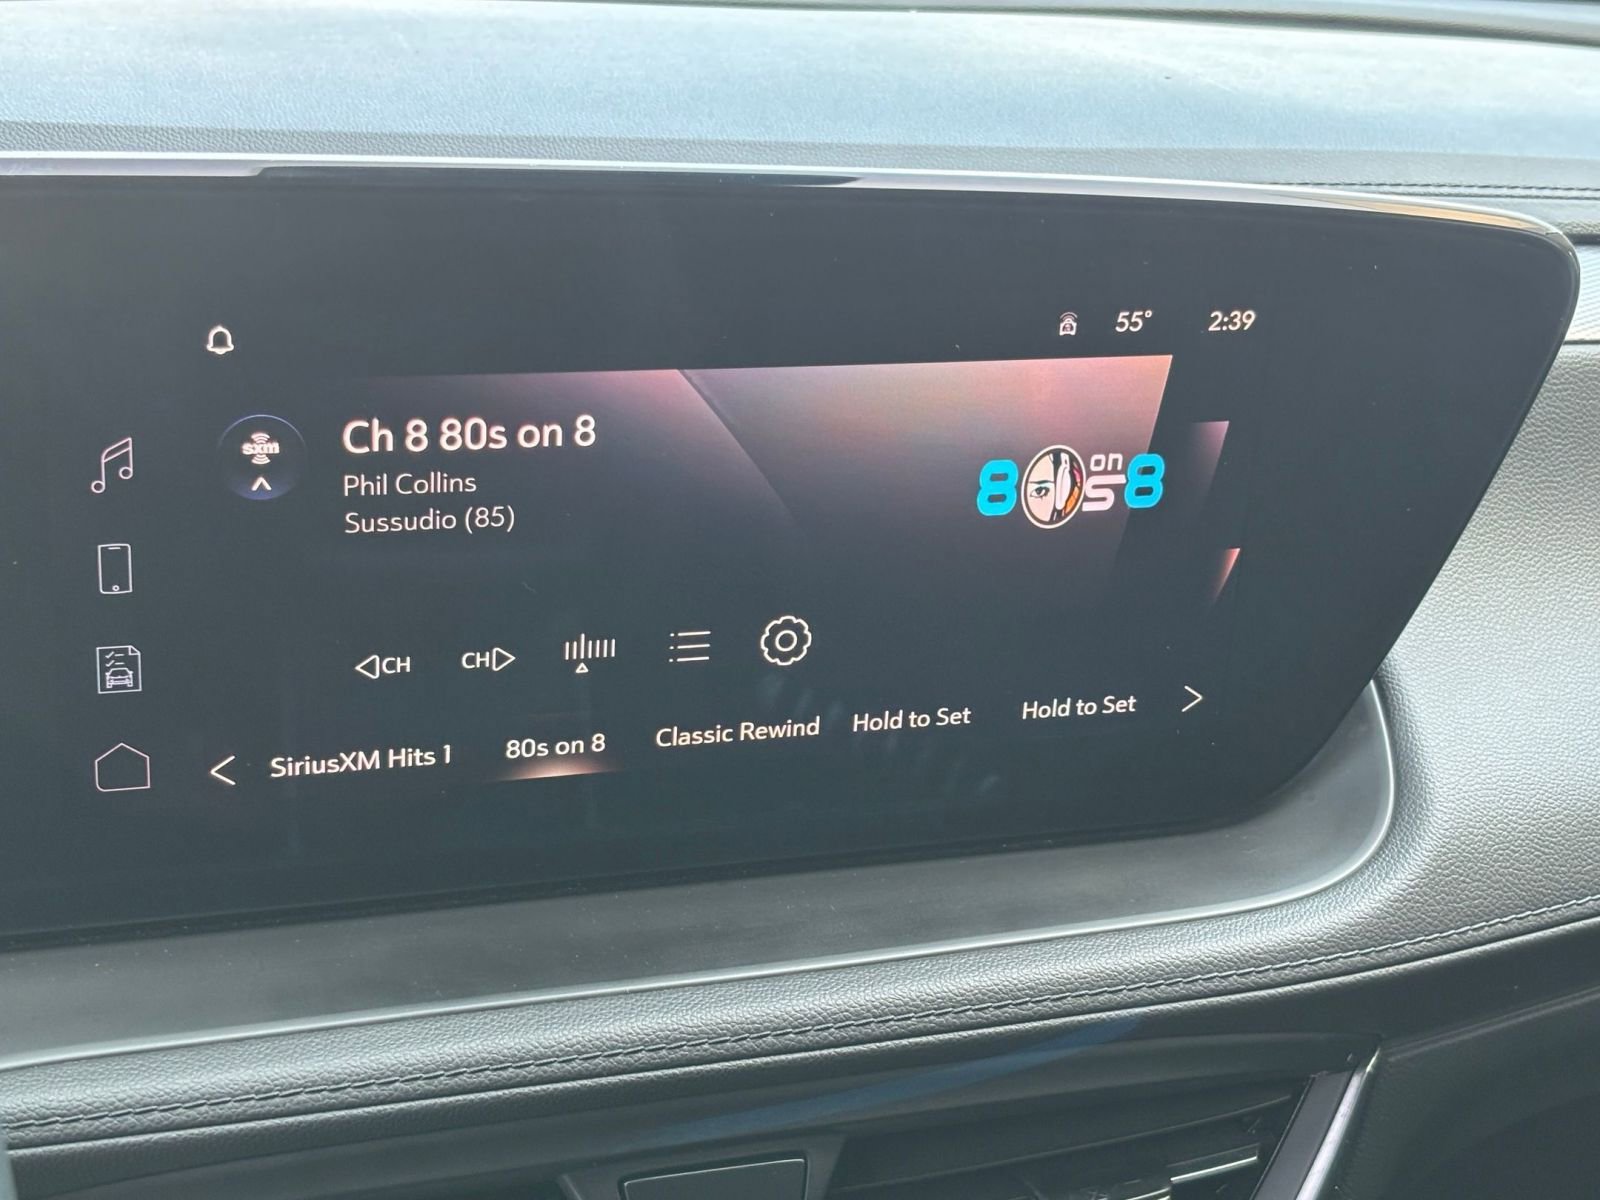 55° 2:39
sxm
Ch 8 80s on 8
Phil Collins
Sussudio (85)
80s on 8
CH CH
SiriusXM Hits 1 80s on 8 Classic Rewind Hold to Set Hold to Set